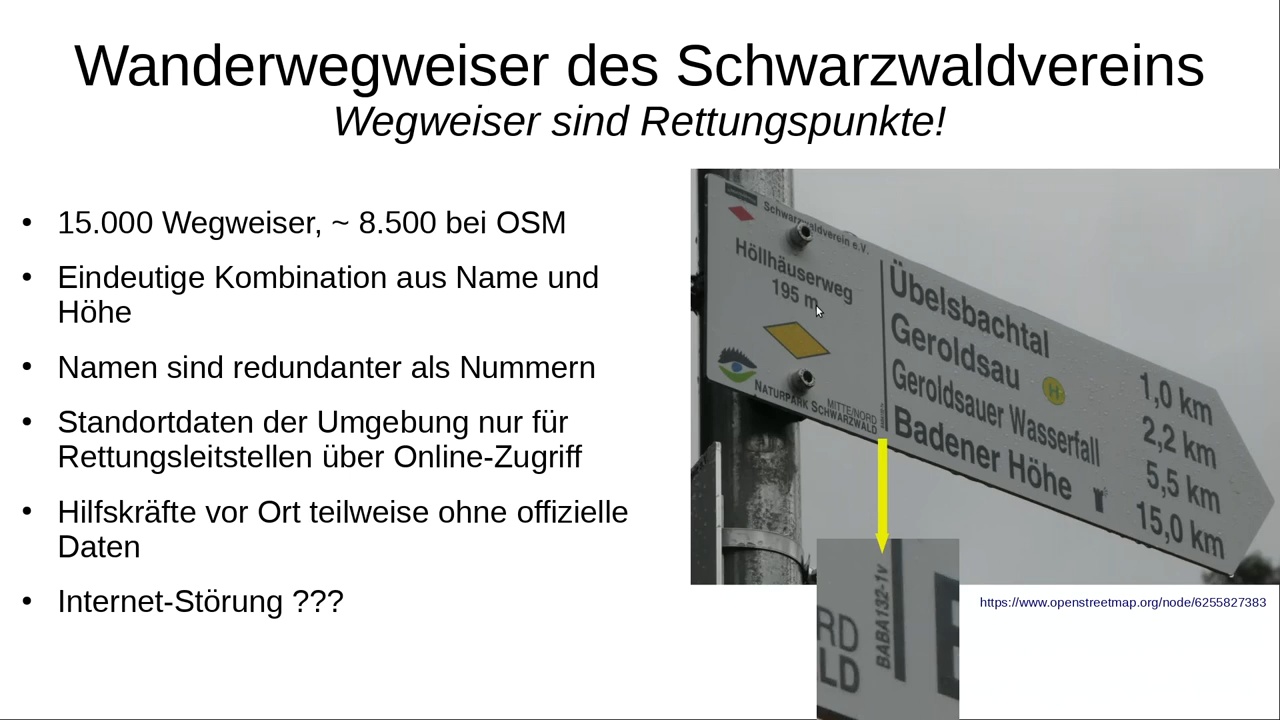 Wanderwegweiser des Schwarzwaldvereins
Wegweiser sind Rettungspunkte!
• 15.000 Wegweiser, ~ 8.500 bei OSM
• Eindeutige Kombination aus Name und
Höhe
• Namen sind redundanter als Nummern
• Standortdaten der Umgebung nur für
Rettungsleitstellen über Online-Zugriff
• Hilfskräfte vor Ort teilweise ohne offizielle
Daten
• Internet-Störung ???
Schwarzwaldverein e.V.
Höllhäuserweg
195 m
NATURPARK SCHWARZWALD
MITTE/NORD
Übelsbachtal 1,0 km
Geroldsau H 2,2 km
Geroldsauer Wasserfall 5,5 km
Badener Höhe 15,0 km
RD
LD
BABA132-1v
https://www.openstreetmap.org/node/6255827383